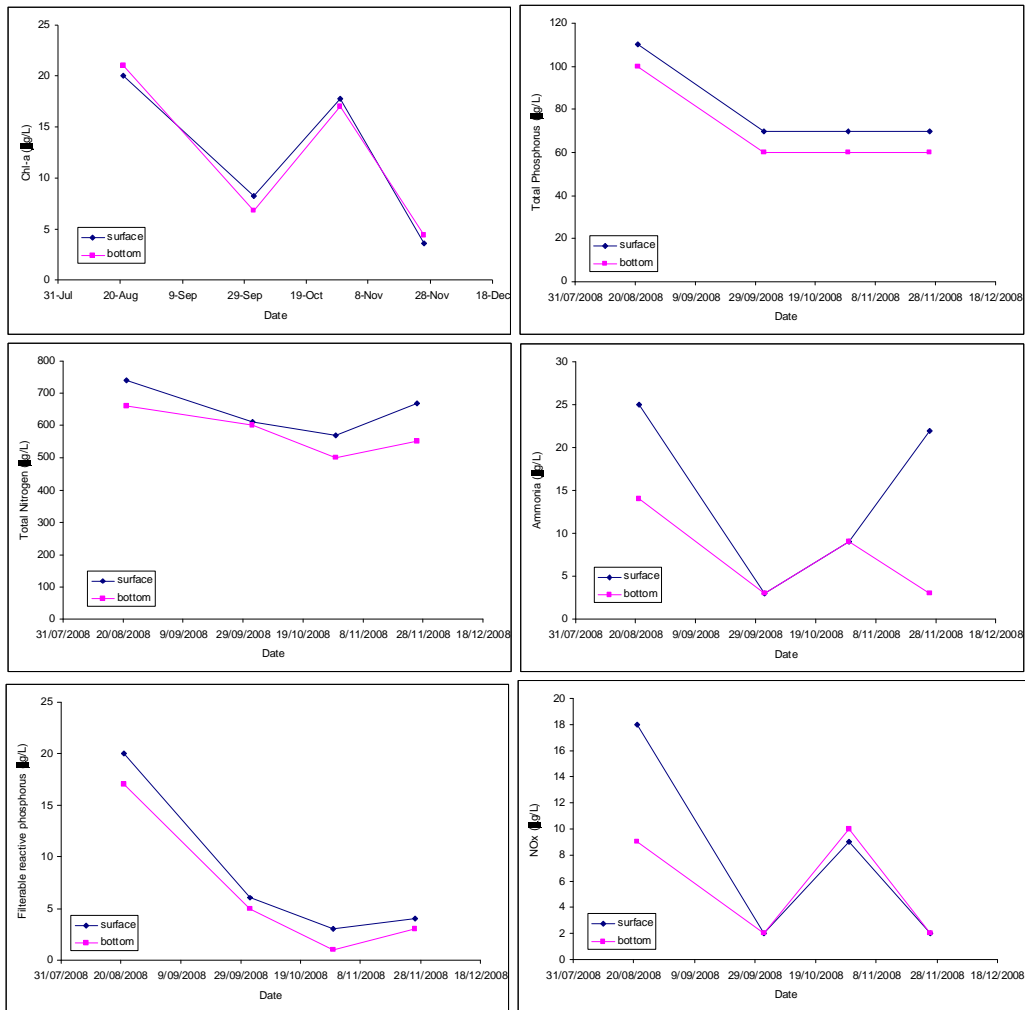 25
20
15
10
5
0
Chl-a (■g/L)
surface
bottom
31-Jul 20-Aug 9-Sep 29-Sep 19-Oct 8-Nov 28-Nov 18-Dec
Date
120
100
80
60
40
20
0
Total Phosphorus (■g/L)
surface
bottom
31/07/2008 20/08/2008 9/09/2008 29/09/2008 19/10/2008 8/11/2008 28/11/2008 18/12/2008
Date
800
700
600
500
400
300
200
100
0
Total Nitrogen (■g/L)
surface
bottom
31/07/2008 20/08/2008 9/09/2008 29/09/2008 19/10/2008 8/11/2008 28/11/2008 18/12/2008
Date
30
25
20
15
10
5
0
Ammonia (■g/L)
surface
bottom
31/07/2008 20/08/2008 9/09/2008 29/09/2008 19/10/2008 8/11/2008 28/11/2008 18/12/2008
Date
25
20
15
10
5
0
Filterable reactive phosphorus (■g/L)
surface
bottom
31/07/2008 20/08/2008 9/09/2008 29/09/2008 19/10/2008 8/11/2008 28/11/2008 18/12/2008
Date
20
18
16
14
12
10
8
6
4
2
0
NOx (■g/L)
surface
bottom
31/07/2008 20/08/2008 9/09/2008 29/09/2008 19/10/2008 8/11/2008 28/11/2008 18/12/2008
Date